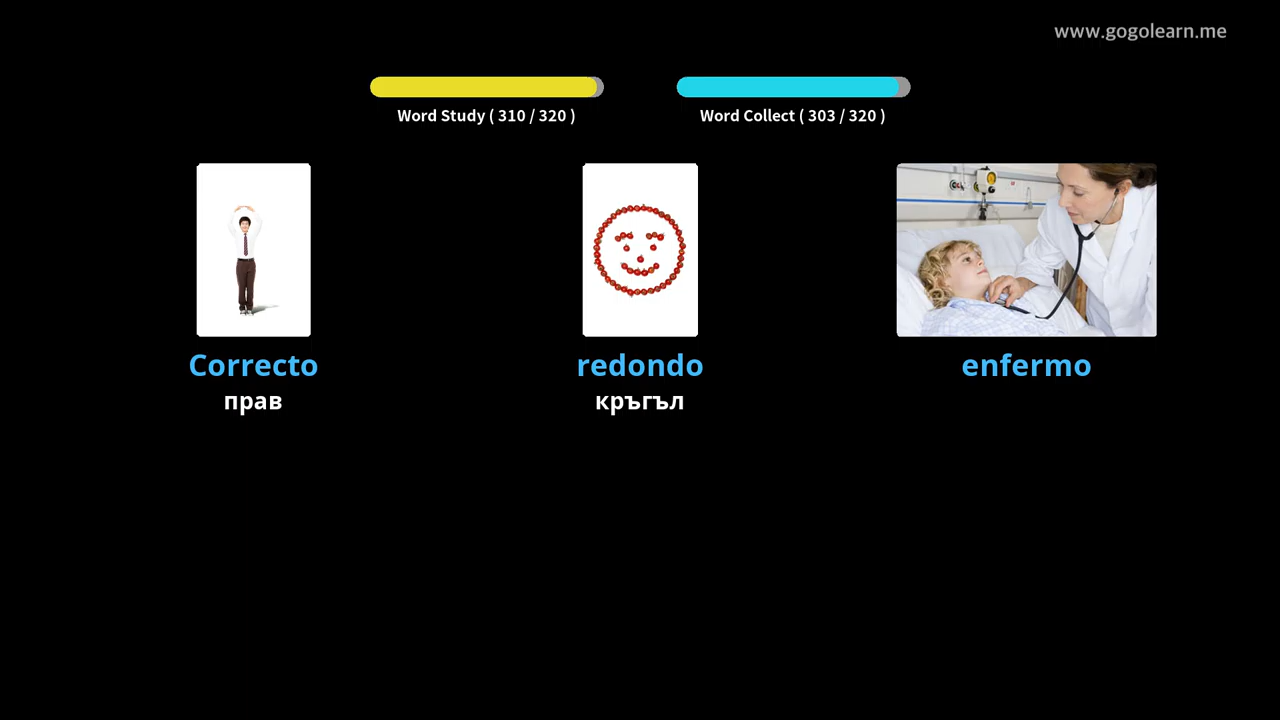 www.gogolearn.me
Word Study ( 310 / 320 )
Word Collect ( 303 / 320 )
Correcto
redondo
enfermo
прав
кръгъл